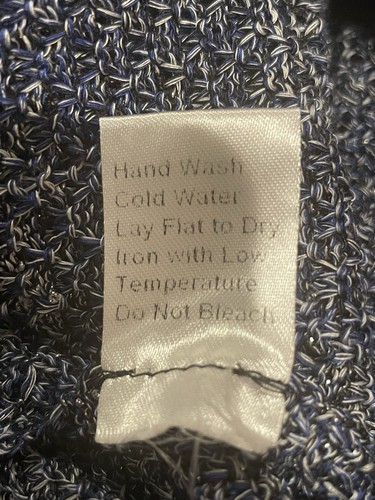 Hand Wash
Cold Water
Lay Flat to Dry
Iron with Low
Temperature
Do Not Bleach